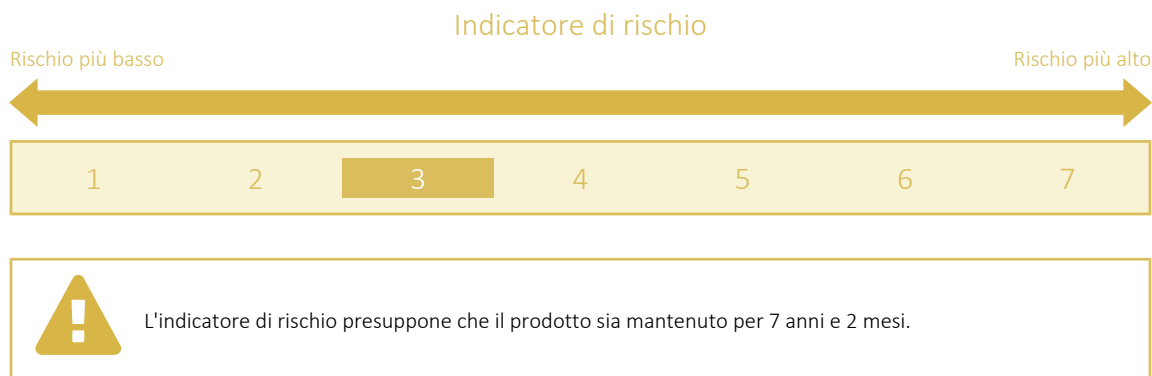 Indicatore di rischio
Rischio più basso Rischio più alto
1 2 3 4 5 6 7
L'indicatore di rischio presuppone che il prodotto sia mantenuto per 7 anni e 2 mesi.